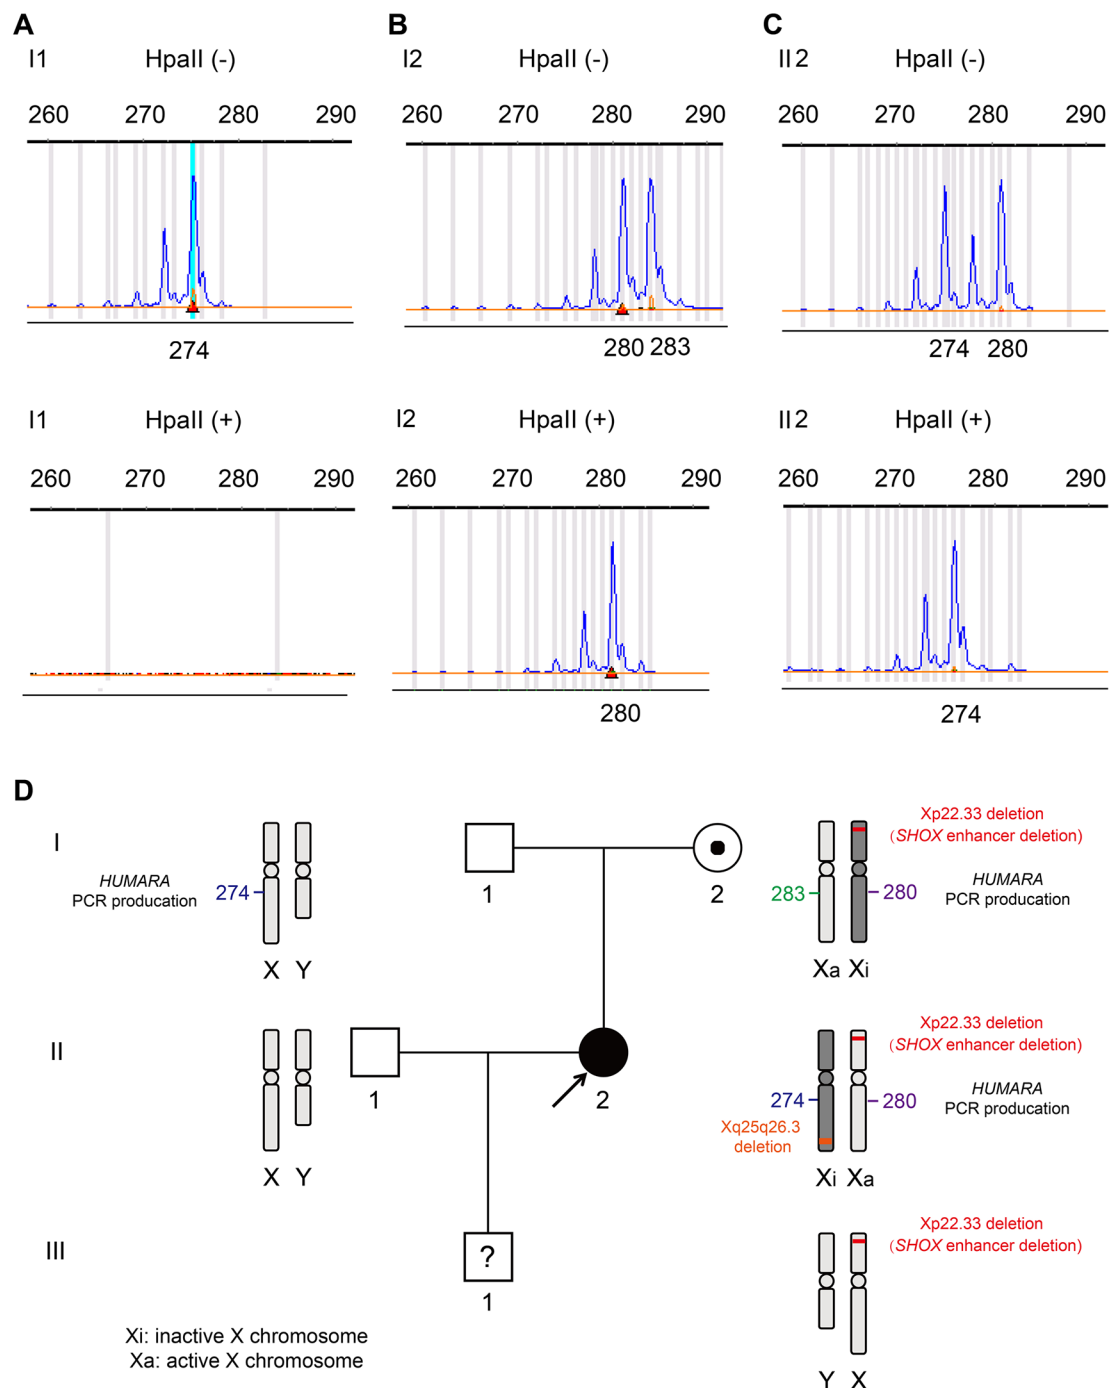 A
B
C
I1 HpaII (-)
I2 HpaII (-)
II2 HpaII (-)
260 270 280 290
260 270 280 290
260 270 280 290
274
280 283
274 280
I1 HpaII (+)
I2 HpaII (+)
II2 HpaII (+)
260 270 280 290
260 270 280 290
260 270 280 290
280
274
D
I
HUMARA
PCR producation
274
X Y
1
2
Xp22.33 deletion
(SHOX enhancer deletion)
283
280
HUMARA
PCR producation
Xa Xi
II
X Y
1
2
Xp22.33 deletion
(SHOX enhancer deletion)
274
280
HUMARA
PCR producation
Xq25q26.3
deletion
Xi Xa
III
?
1
Xp22.33 deletion
(SHOX enhancer deletion)
Y X
Xi: inactive X chromosome
Xa: active X chromosome